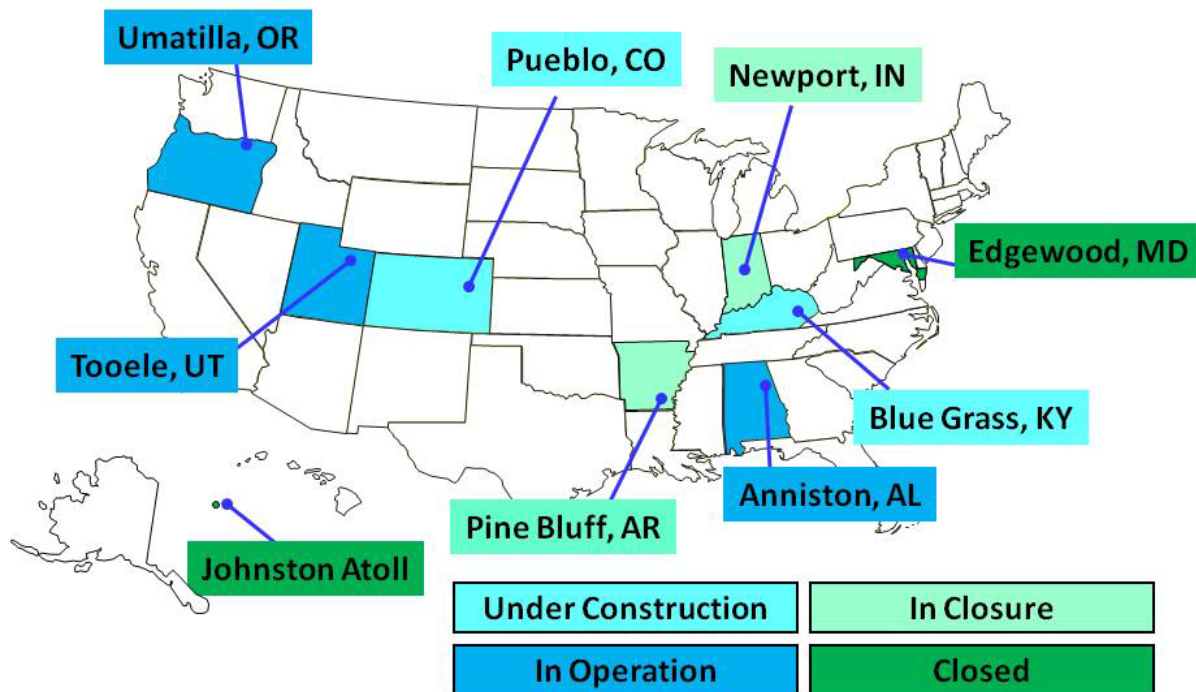 Umatilla, OR
Pueblo, CO
Newport, IN
Edgewood, MD
Tooele, UT
Blue Grass, KY
Anniston, AL
Pine Bluff, AR
Johnston Atoll
Under Construction
In Closure
In Operation
Closed